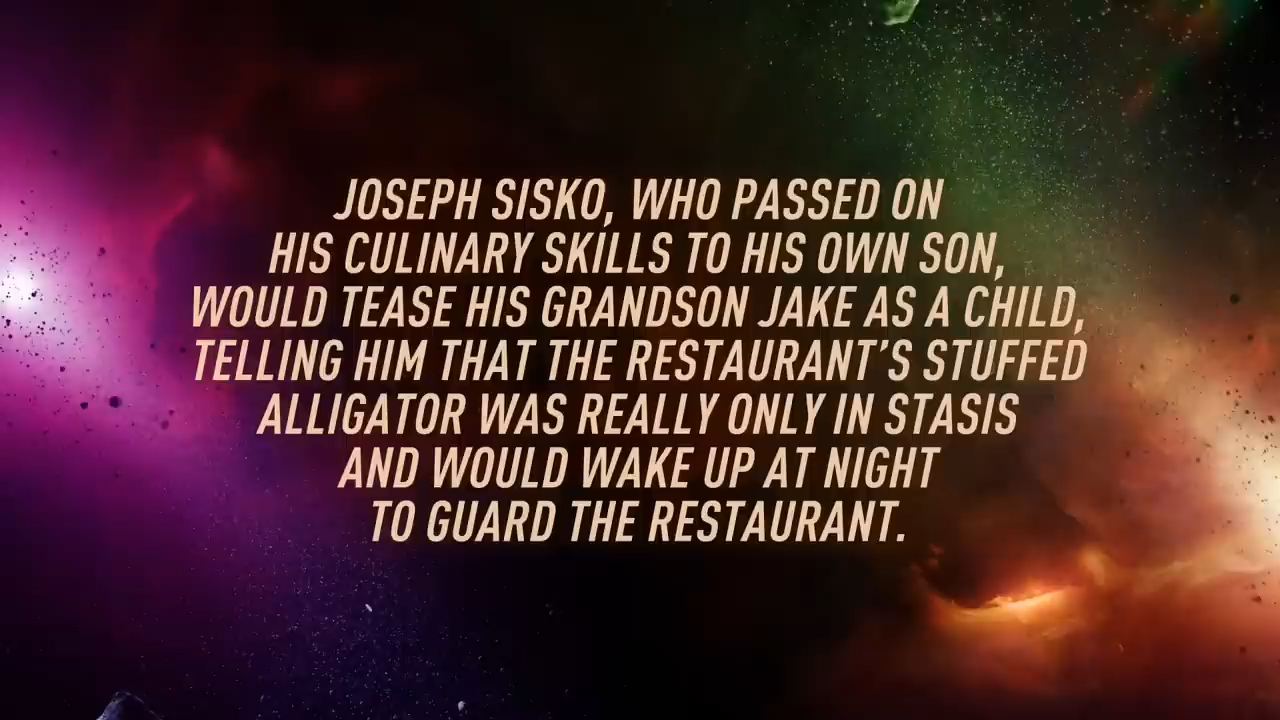 JOSEPH SISKO, WHO PASSED ON
HIS CULINARY SKILLS TO HIS OWN SON,
WOULD TEASE HIS GRANDSON JAKE AS A CHILD,
TELLING HIM THAT THE RESTAURANT’S STUFFED
ALLIGATOR WAS REALLY ONLY IN STASIS
AND WOULD WAKE UP AT NIGHT
TO GUARD THE RESTAURANT.